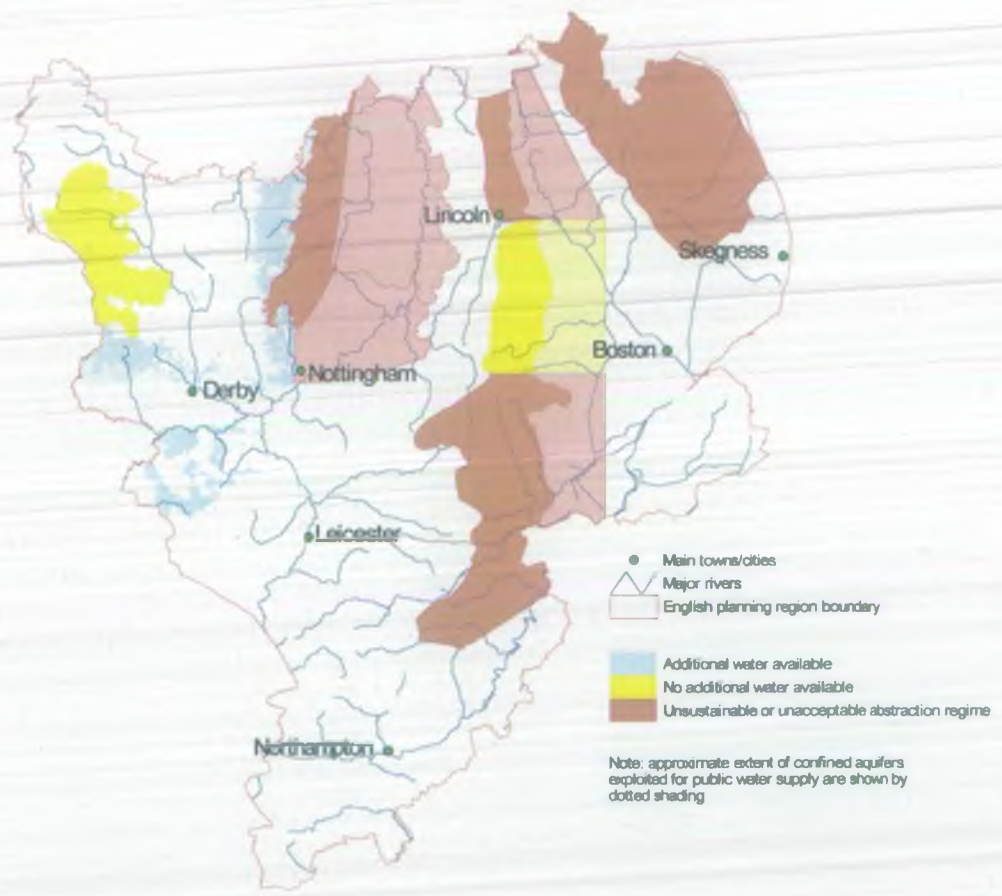 Lincoln
Skegness
Boston
Nottingham
Derby
Leicester
Northampton
Main towns/cities
Major rivers
English planning region boundary
Additional water available
No additional water available
Unsustainable or unacceptable abstraction regime
Note: approximate extent of confined aquifers
exploited for public water supply are shown by
dotted shading